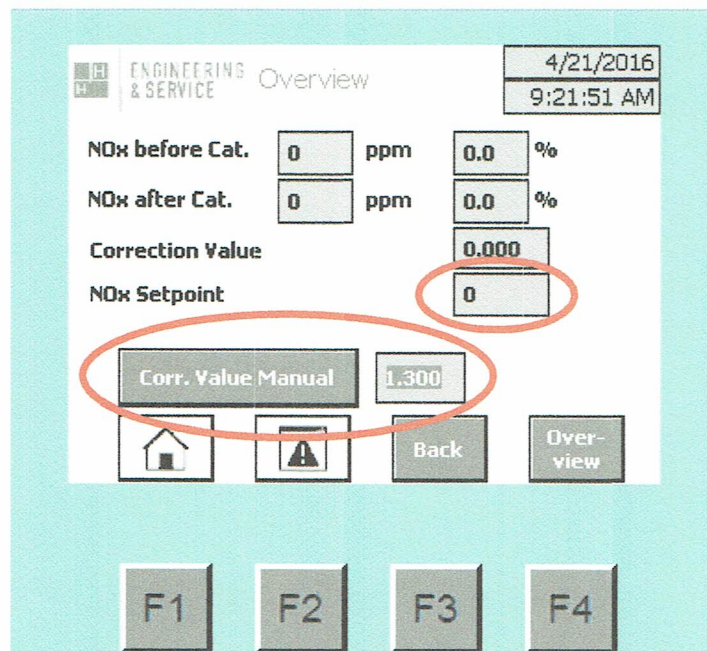 H H ENGINEERING & SERVICE Overview
4/21/2016
9:21:51 AM
NOx before Cat. 0 ppm 0.0 %
NOx after Cat. 0 ppm 0.0 %
Correction Value 0.000
NOx Setpoint 0
Corr. Value Manual 1.300
Back
Over-
view
F1 F2 F3 F4